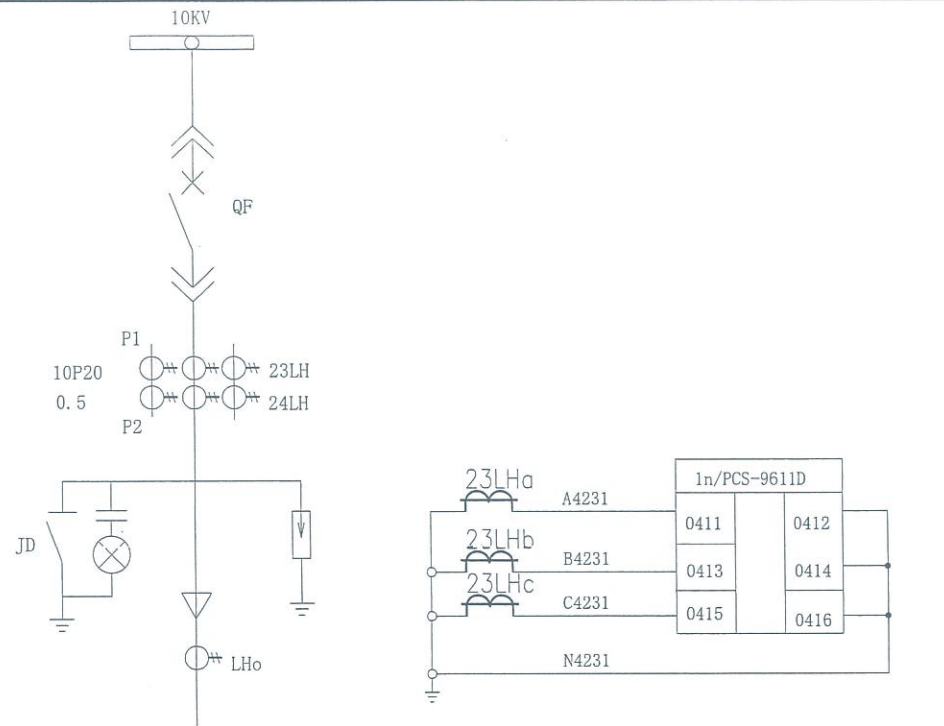 10KV
QF
P1
10P20
23LH
0.5
24LH
P2
JD
LHo
23LHa
A4231
23LHb
B4231
23LHc
C4231
N4231
1n/PCS-9611D
0411
0412
0413
0414
0415
0416